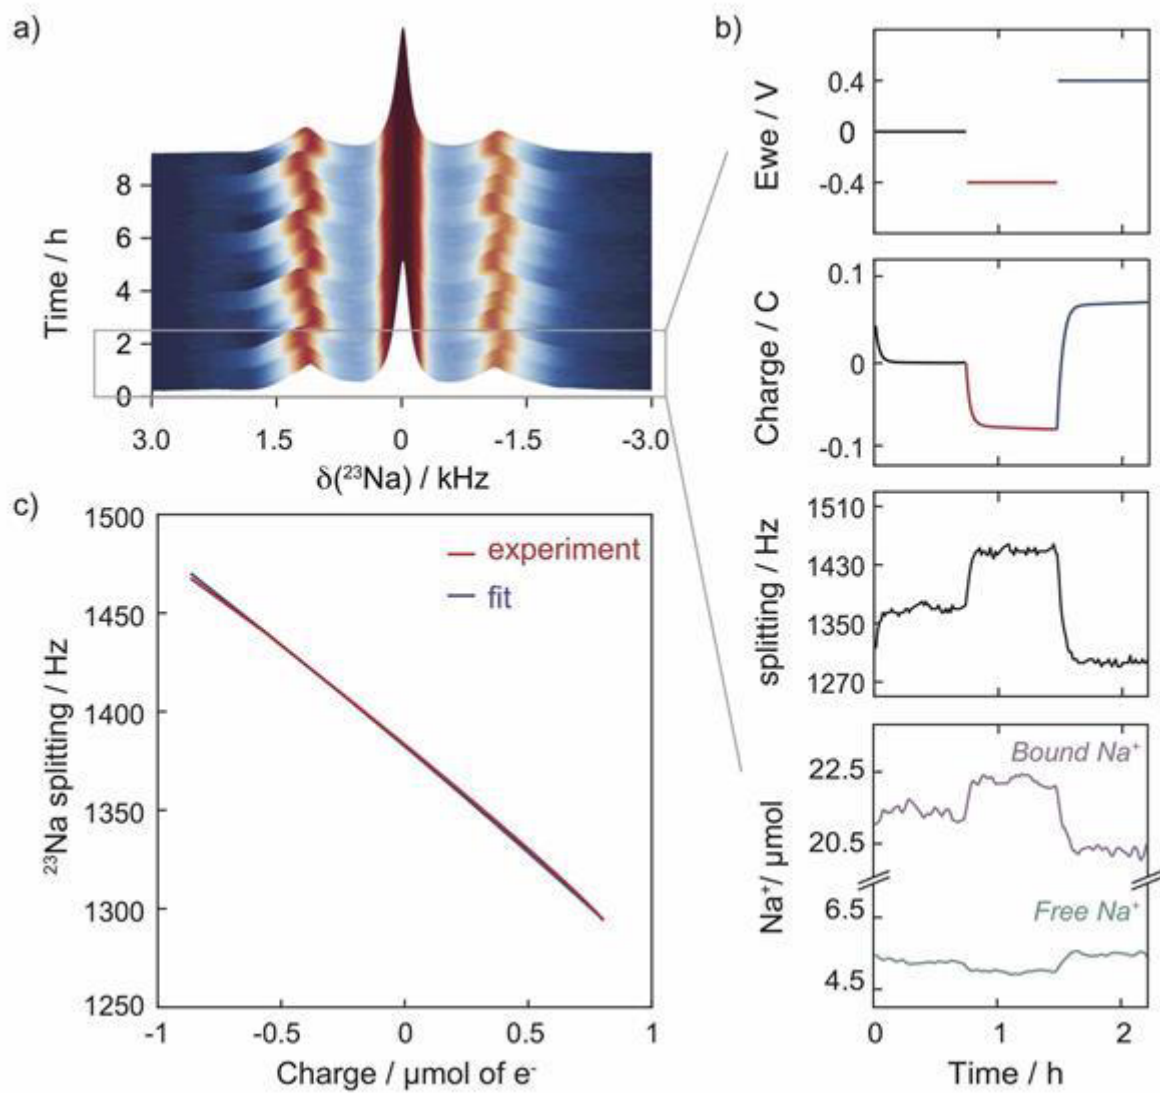 a)
8
6
4
2
0
Time / h
3.0 1.5 0 -1.5 -3.0
δ(²³Na) / kHz
b)
0.4
0
-0.4
Ewe / V
0.1
0
-0.1
Charge / C
1510
1430
1350
1270
splitting / Hz
Bound Na⁺
22.5
20.5
Free Na⁺
6.5
4.5
Na⁺/ μmol
0 1 2
Time / h
c)
1500
1450
1400
1350
1300
1250
²³Na splitting / Hz
experiment
fit
-1 -0.5 0 0.5 1
Charge / μmol of e⁻